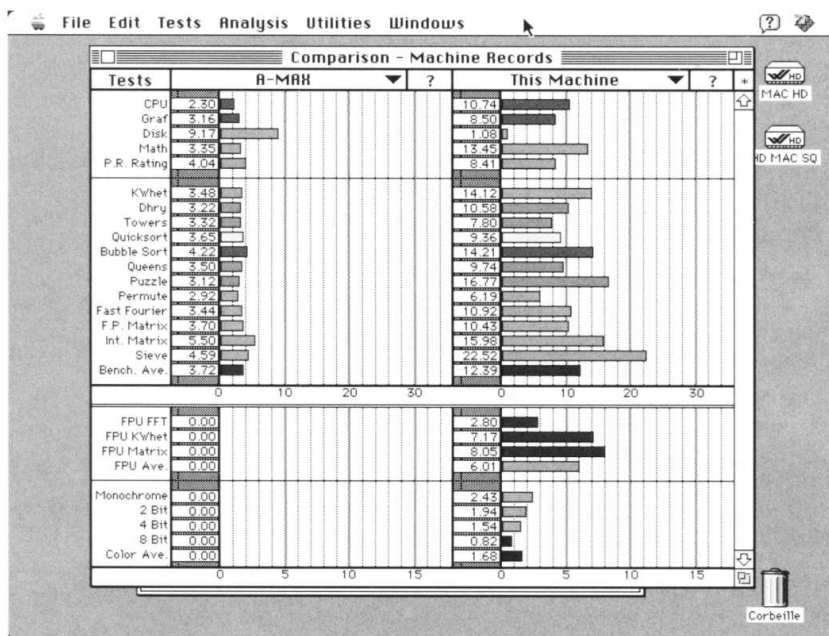 File Edit Tests Analysis Utilities Windows
Comparison - Machine Records
Tests A-MAX ? This Machine ? *
CPU 2.30 10.74
Graf 3.16 8.50
Disk 9.17 1.08
Math 3.35 13.45
P.R. Rating 4.04 8.41
KWhet 3.48 14.12
Dhry 3.22 10.58
Towers 3.32 7.80
Quicksort 3.65 9.36
Bubble Sort 4.22 14.21
Queens 3.50 9.74
Puzzle 3.12 16.77
Permute 2.92 6.19
Fast Fourier 3.44 10.92
F.P. Matrix 3.70 10.43
Int. Matrix 5.50 15.98
Sieve 4.59 22.52
Bench. Ave. 3.72 12.39
0 10 20 30 0 10 20 30
FPU FFT 0.00 2.80
FPU KWhet 0.00 7.17
FPU Matrix 0.00 8.05
FPU Ave. 0.00 6.01
Monochrome 0.00 2.43
2 Bit 0.00 1.94
4 Bit 0.00 1.54
8 Bit 0.00 0.82
Color Ave. 0.00 1.68
0 5 10 15 0 5 10 15
?
HD
MAC HD
HD
HD MAC SQ
Corbeille